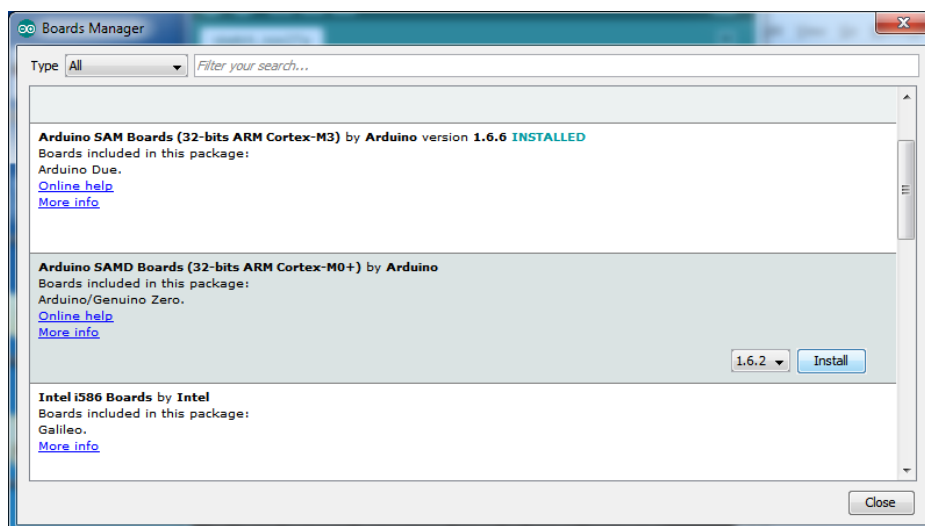 Boards Manager
Type All Filter your search...
Arduino SAM Boards (32-bits ARM Cortex-M3) by Arduino version 1.6.6 INSTALLED
Boards included in this package:
Arduino Due.
Online help
More info
Arduino SAMD Boards (32-bits ARM Cortex-M0+) by Arduino
Boards included in this package:
Arduino/Genuino Zero.
Online help
More info
1.6.2 Install
Intel i586 Boards by Intel
Boards included in this package:
Galileo.
More info
Close